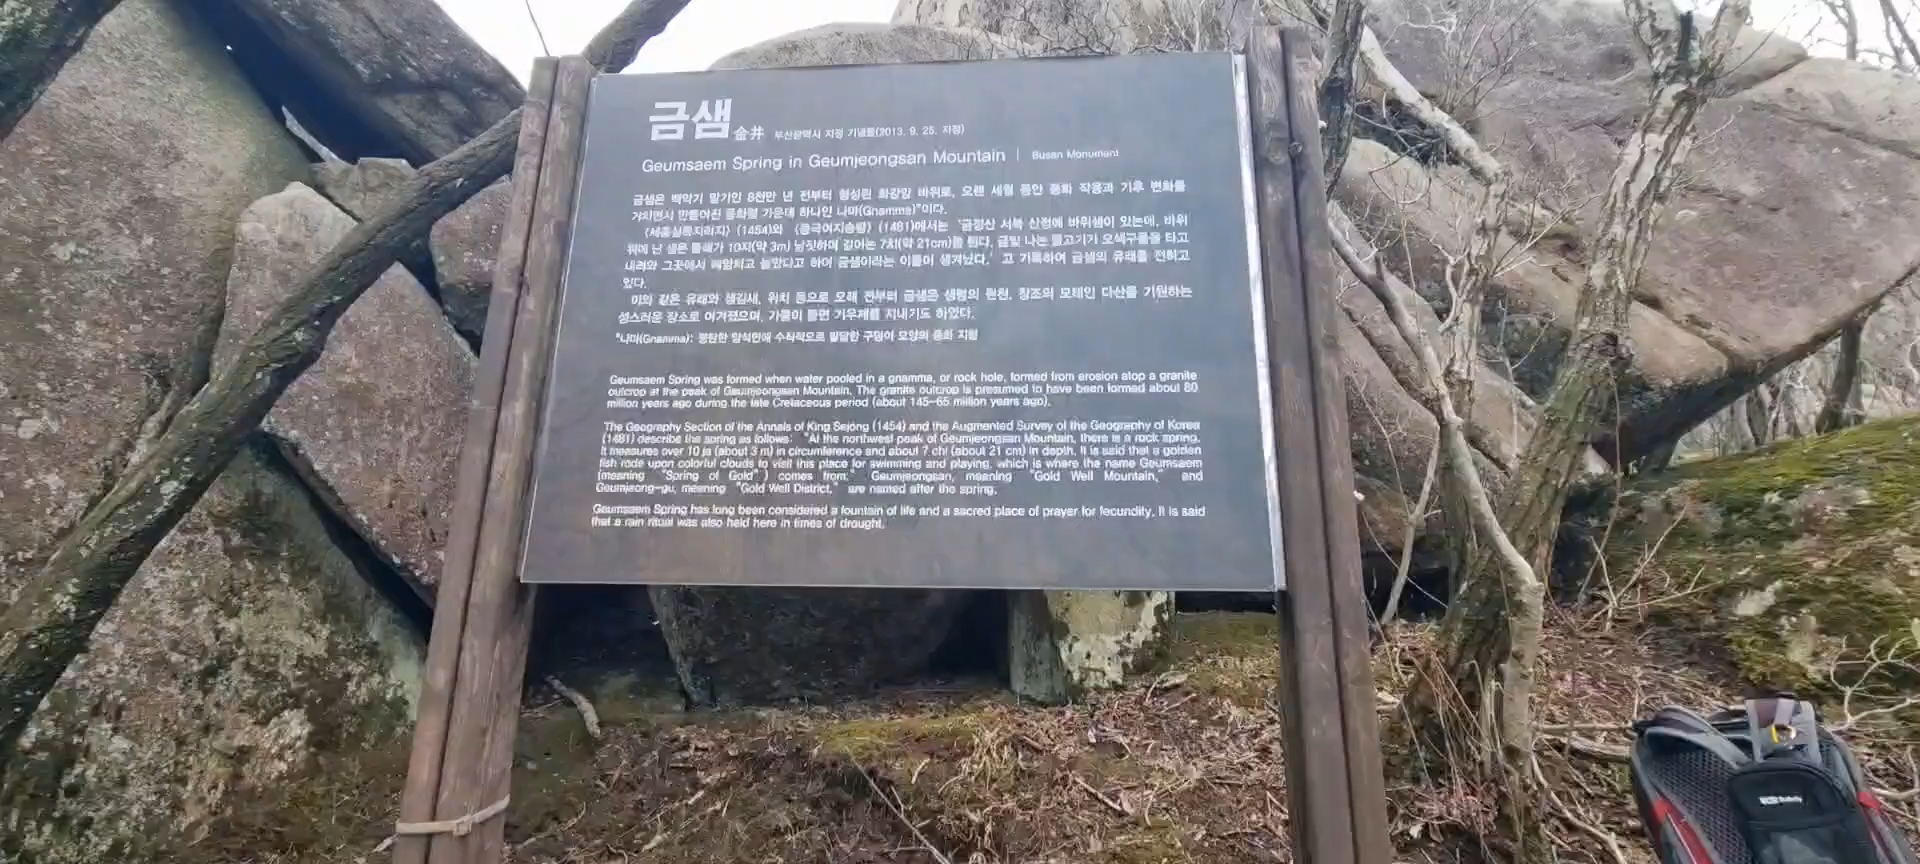 금샘 金井 부산광역시 지정 기념물(2013. 9. 25. 지정)
Geumsaem Spring in Geumjeongsan Mountain | Busan Monument
금샘은 백악기 말기인 8천만 년 전부터 형성된 화강암 바위로, 오랜 세월 동안 풍화 작용과 기후 변화를
거치면서 만들어진 풍화혈 가운데 하나인 나마(Gnamma)*이다.
〈세종실록지리지〉(1454)와 〈동국여지승람〉(1481)에서는 '금정산 서북 산정에 바위샘이 있는데, 바위
위에 난 샘은 둘레가 10자(약 3m) 남짓하며 깊이는 7치(약 21cm)쯤 된다. 금빛 나는 물고기가 오색구름을 타고
내려와 그곳에서 헤엄치고 놀았다고 하여 금샘이라는 이름이 생겨났다.' 고 기록하여 금샘의 유래를 전하고
있다.
이와 같은 유래와 생김새, 위치 등으로 오래 전부터 금샘은 생명의 원천, 창조의 모태인 다산을 기원하는
성스러운 장소로 여겨졌으며, 가뭄이 들면 기우제를 지내기도 하였다.
*나마(Gnamma): 평탄한 암석면에 수직적으로 발달한 구덩이 모양의 풍화 지형
Geumsaem Spring was formed when water pooled in a gnamma, or rock hole, formed from erosion atop a granite
outcrop at the peak of Geumjeongsan Mountain. The granite outcrop is presumed to have been formed about 80
million years ago during the late Cretaceous period (about 145-65 million years ago).
The Geography Section of the Annals of King Sejong (1454) and the Augmented Survey of the Geography of Korea
(1481) describe the spring as follows: "At the northwest peak of Geumjeongsan Mountain, there is a rock spring.
It measures over 10 ja (about 3 m) in circumference and about 7 chi (about 21 cm) in depth. It is said that a golden
fish rode upon colorful clouds to visit this place for swimming and playing, which is where the name Geumsaem
(meaning "Spring of Gold") comes from." Geumjeongsan, meaning "Gold Well Mountain," and
Geumjeong-gu, meaning "Gold Well District," are named after the spring.
Geumsaem Spring has long been considered a fountain of life and a sacred place of prayer for fecundity. It is said
that a rain ritual was also held here in times of drought.